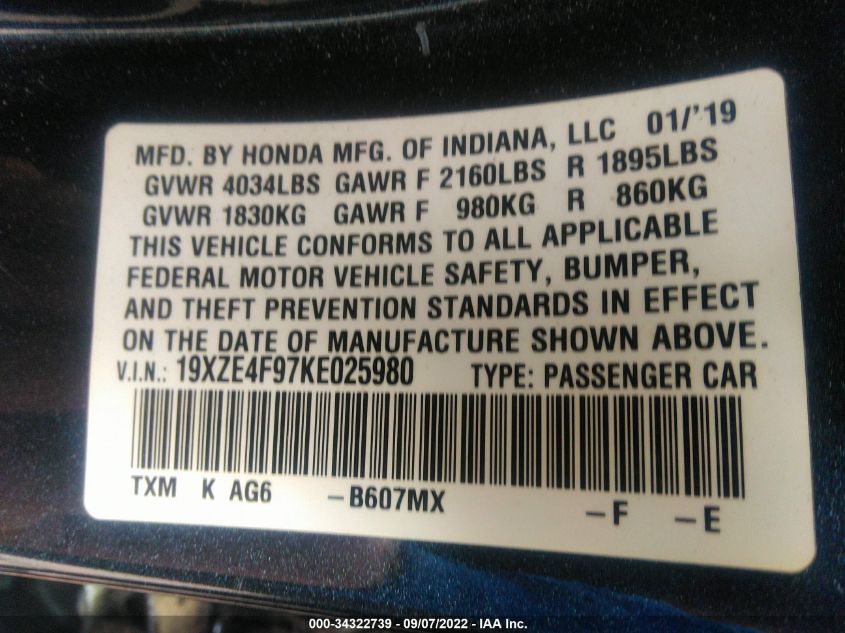 MFD. BY HONDA MFG. OF INDIANA, LLC 01/'19
GVWR 4034LBS GAWR F 2160LBS R 1895LBS
GVWR 1830KG GAWR F 980KG R 860KG
THIS VEHICLE CONFORMS TO ALL APPLICABLE
FEDERAL MOTOR VEHICLE SAFETY, BUMPER,
AND THEFT PREVENTION STANDARDS IN EFFECT
ON THE DATE OF MANUFACTURE SHOWN ABOVE.
V.I.N.: 19XZE4F97KE025980 TYPE: PASSENGER CAR
TXM K AG6 -B607MX -F -E
000-34322739 - 09/07/2022 - IAA Inc.